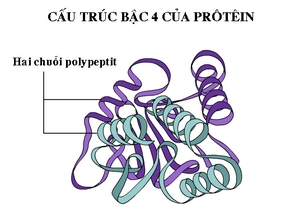 CẤU TRÚC BẬC 4 CỦA PRÔTÊIN
Hai chuỗi polypeptit